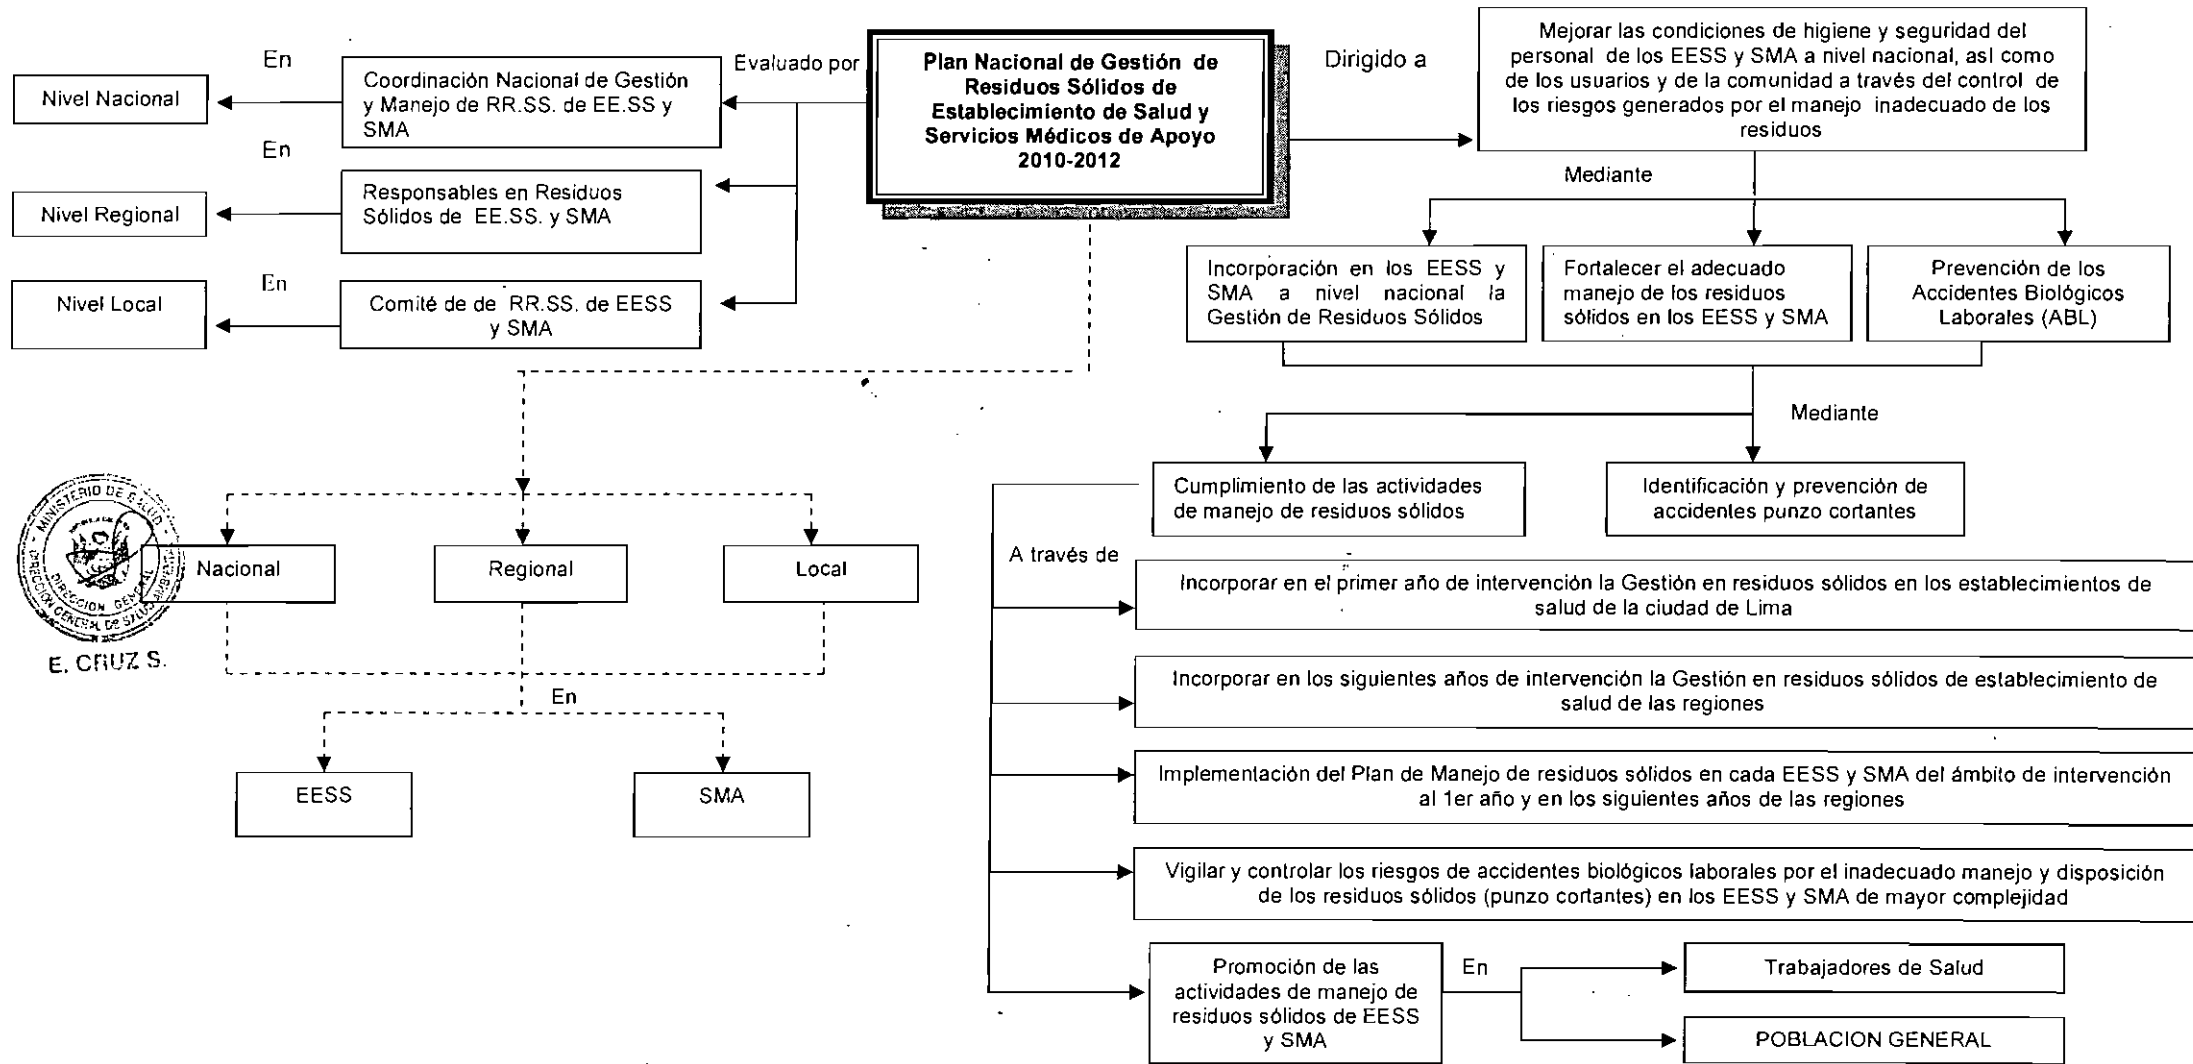 Plan Nacional de Gestión de
Residuos Sólidos de
Establecimiento de Salud y
Servicios Médicos de Apoyo
2010-2012
Evaluado por
Coordinación Nacional de Gestión
y Manejo de RR.SS. de EE.SS y
SMA
En
Nivel Nacional
Responsables en Residuos
Sólidos de EE.SS. y SMA
En
Nivel Regional
Comité de de RR.SS. de EESS
y SMA
En
Nivel Local
Dirigido a
Mejorar las condiciones de higiene y seguridad del
personal de los EESS y SMA a nivel nacional, así como
de los usuarios y de la comunidad a través del control de
los riesgos generados por el manejo inadecuado de los
residuos
Mediante
Incorporación en los EESS y
SMA a nivel nacional la
Gestión de Residuos Sólidos
Fortalecer el adecuado
manejo de los residuos
sólidos en los EESS y SMA
Prevención de los
Accidentes Biológicos
Laborales (ABL)
Mediante
Cumplimiento de las actividades
de manejo de residuos sólidos
Identificación y prevención de
accidentes punzo cortantes
A través de
Incorporar en el primer año de intervención la Gestión en residuos sólidos en los establecimientos de
salud de la ciudad de Lima
Incorporar en los siguientes años de intervención la Gestión en residuos sólidos de establecimiento de
salud de las regiones
Implementación del Plan de Manejo de residuos sólidos en cada EESS y SMA del ámbito de intervención
al 1er año y en los siguientes años de las regiones
Vigilar y controlar los riesgos de accidentes biológicos laborales por el inadecuado manejo y disposición
de los residuos sólidos (punzo cortantes) en los EESS y SMA de mayor complejidad
Promoción de las
actividades de manejo de
residuos sólidos de EESS
y SMA
En
Trabajadores de Salud
POBLACION GENERAL
Nacional
Regional
Local
En
EESS
SMA
MINISTERIO DE SALUD
DIRECCION GENERAL DE SALUD
DIRECCION GENERAL
E. CRUZ S.